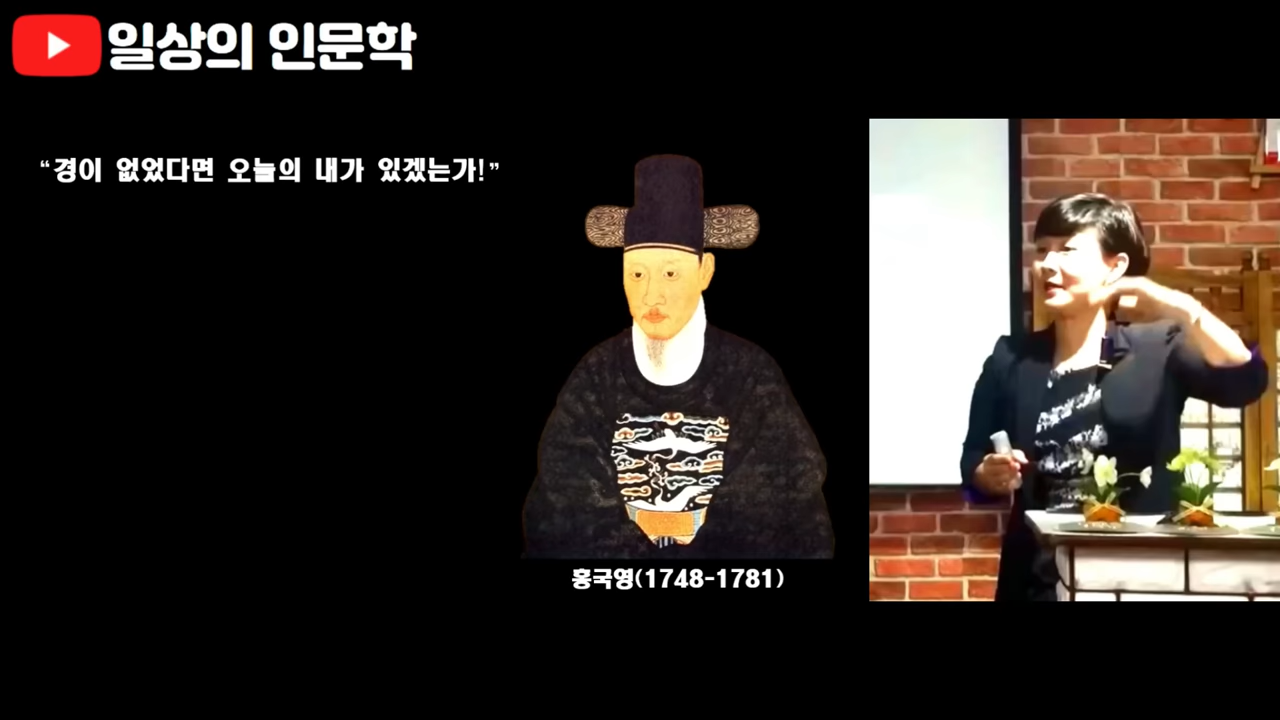 일상의 인문학
“경이 없었다면 오늘의 내가 있겠는가!”
홍국영(1748-1781)